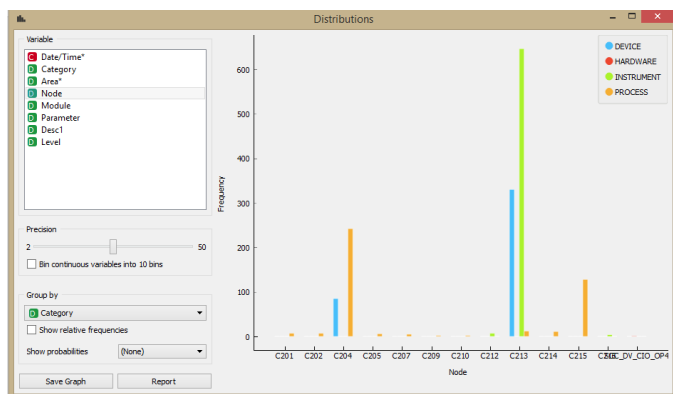 Distributions
Variable
C Date/Time*
D Category
D Area*
D Node
D Module
D Parameter
D Desc1
D Level
Precision
2 50
Bin continuous variables into 10 bins
Group by
D Category
Show relative frequencies
Show probabilities (None)
Save Graph Report
Frequency
600
500
400
300
200
100
0
C201 C202 C204 C205 C207 C209 C210 C212 C213 C214 C215
Node
DEVICE
HARDWARE
INSTRUMENT
PROCESS